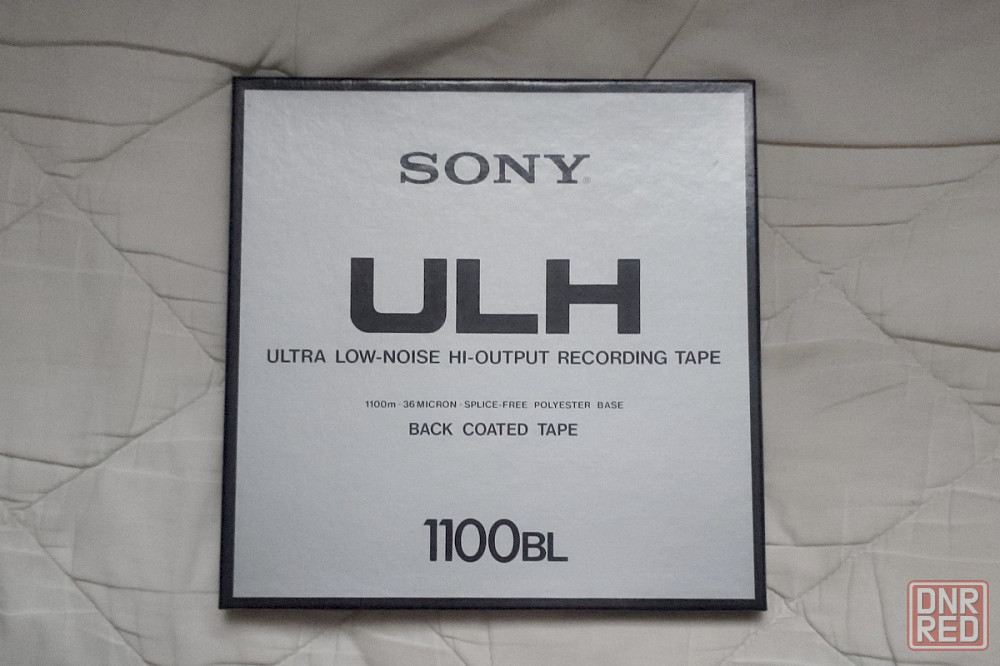 SONY®
ULH
ULTRA LOW-NOISE HI-OUTPUT RECORDING TAPE
1100m · 36 MICRON · SPLICE-FREE POLYESTER BASE
BACK COATED TAPE
1100BL
DNR
RED